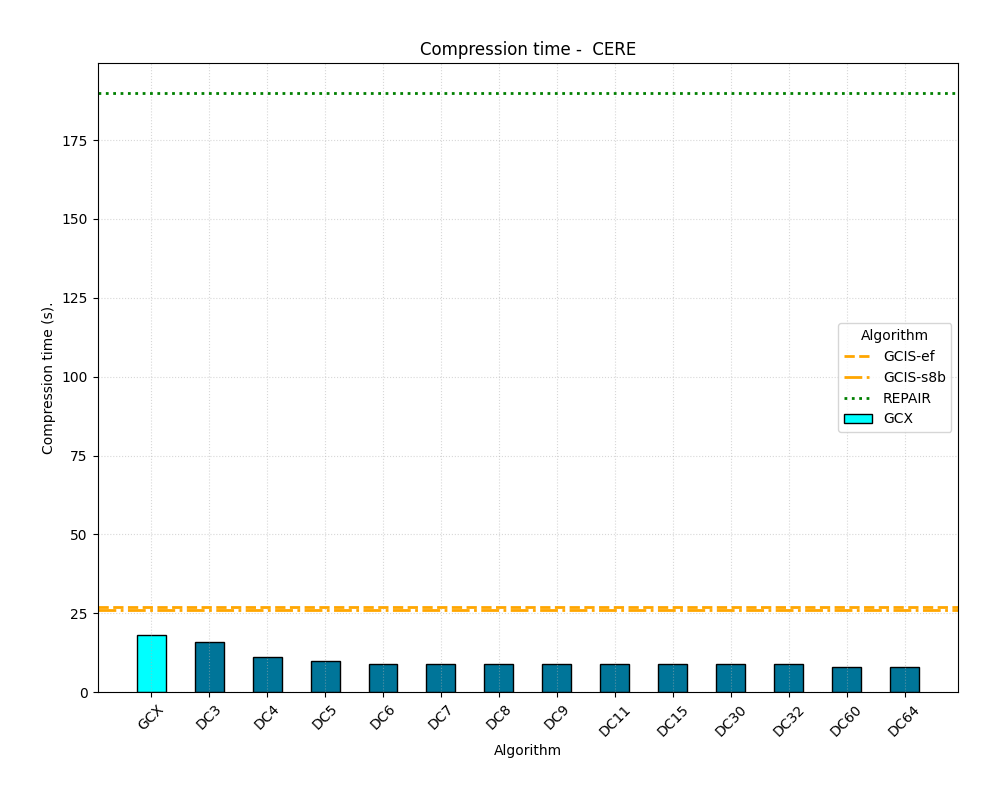 Compression time -  CERE
175
150
125
100
75
50
25
0
Compression time (s).
Algorithm
GCIS-ef
GCIS-s8b
REPAIR
GCX
GCX
DC3
DC4
DC5
DC6
DC7
DC8
DC9
DC11
DC15
DC30
DC32
DC60
DC64
Algorithm